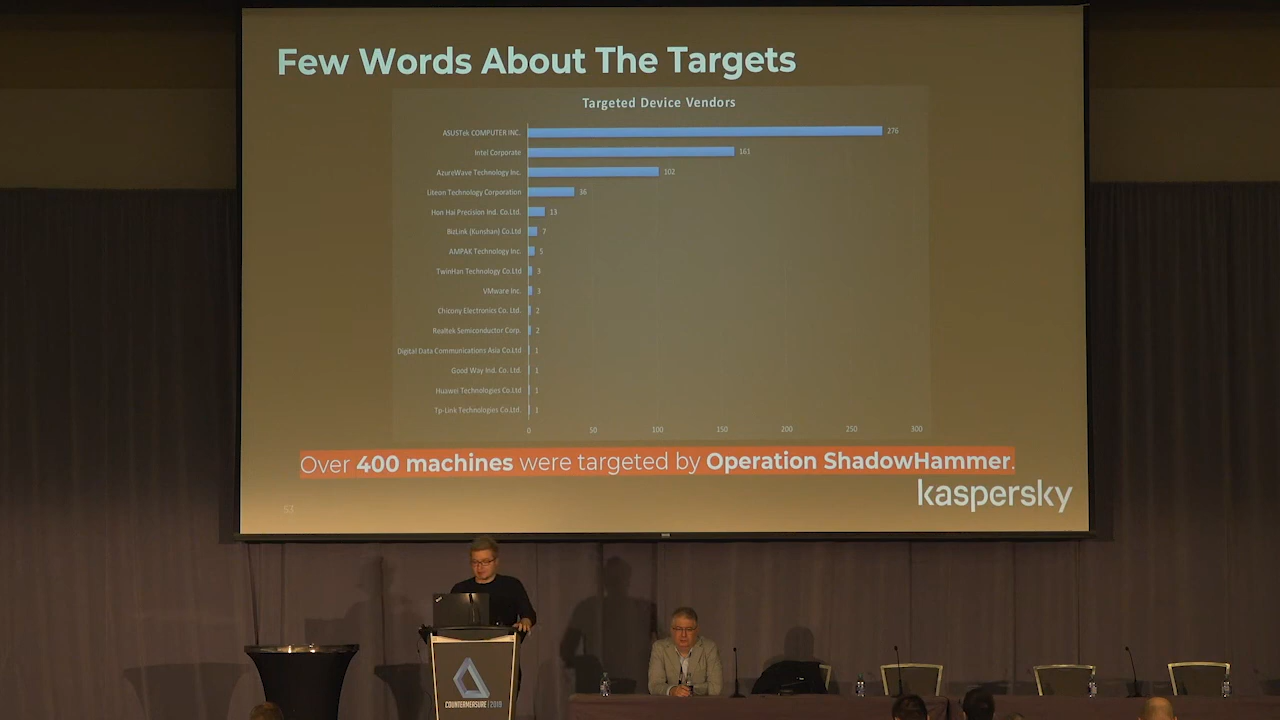 Few Words About The Targets
Targeted Device Vendors
ASUSTek COMPUTER INC. 276
Intel Corporate 161
AzureWave Technology Inc. 102
Liteon Technology Corporation 36
Hon Hai Precision Ind. Co.Ltd. 13
BizLink (Kunshan) Co.Ltd 7
AMPAK Technology Inc. 5
TwinHan Technology Co.Ltd 3
VMware Inc. 3
Chicony Electronics Co. Ltd. 2
Realtek Semiconductor Corp. 2
Digital Data Communications Asia Co.Ltd 1
Good Way Ind. Co. Ltd. 1
Huawei Technologies Co.Ltd 1
Tp-Link Technologies Co.Ltd. 1
0 50 100 150 200 250 300
Over 400 machines were targeted by Operation ShadowHammer.
kaspersky
51
COUNTERMEASURE | 2019